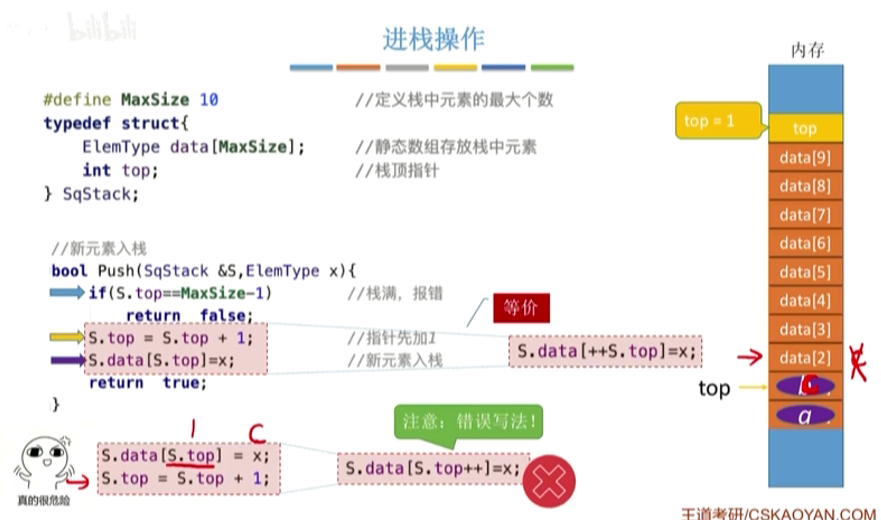 bilibili
进栈操作
内存
#define MaxSize 10 //定义栈中元素的最大个数
typedef struct{
ElemType data[MaxSize]; //静态数组存放栈中元素
int top; //栈顶指针
} SqStack;
top = 1
top
data[9]
data[8]
data[7]
data[6]
data[5]
data[4]
data[3]
data[2]
top
c
a
//新元素入栈
bool Push(SqStack &S,ElemType x){
if(S.top==MaxSize-1) //栈满，报错
return false;
等价
S.top = S.top + 1; //指针先加1
S.data[S.top]=x; //新元素入栈
S.data[++S.top]=x;
return true;
}
注意：错误写法！
1 c
S.data[S.top] = x;
S.top = S.top + 1;
S.data[S.top++]=x;
真的很危险
王道考研/CSKAOYAN.COM